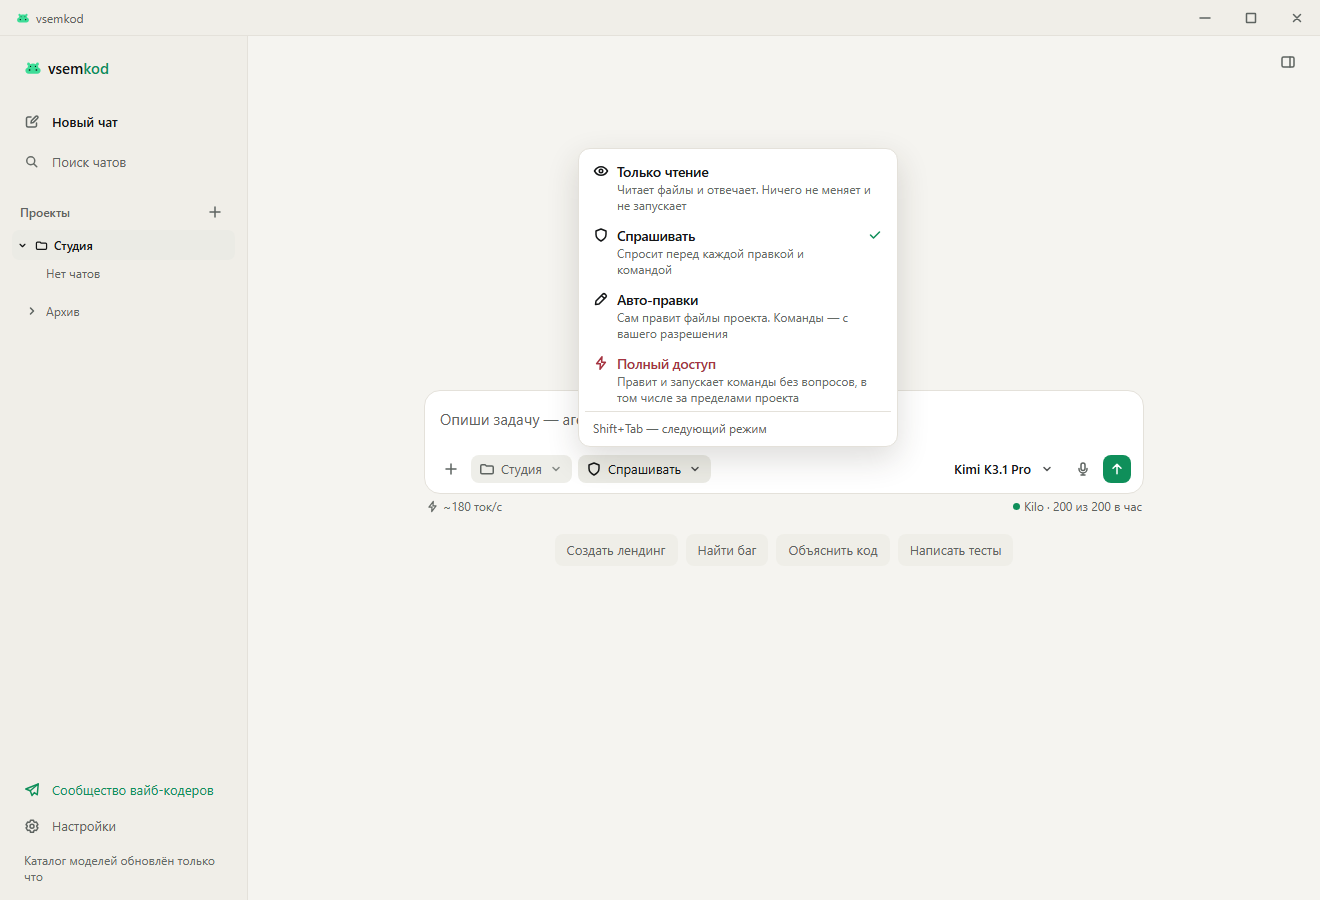 vsemkod
vsemkod
Новый чат
Поиск чатов
Проекты
Студия
Нет чатов
Архив
Только чтение
Читает файлы и отвечает. Ничего не меняет и
не запускает
Спрашивать
Спросит перед каждой правкой и
командой
Авто-правки
Сам правит файлы проекта. Команды — с
вашего разрешения
Полный доступ
Правит и запускает команды без вопросов, в
том числе за пределами проекта
Shift+Tab — следующий режим
Опиши задачу —
Студия
Спрашивать
Kimi K3.1 Pro
~180 ток/с
Kilo · 200 из 200 в час
Создать лендинг
Найти баг
Объяснить код
Написать тесты
Сообщество вайб-кодеров
Настройки
Каталог моделей обновлён только
что